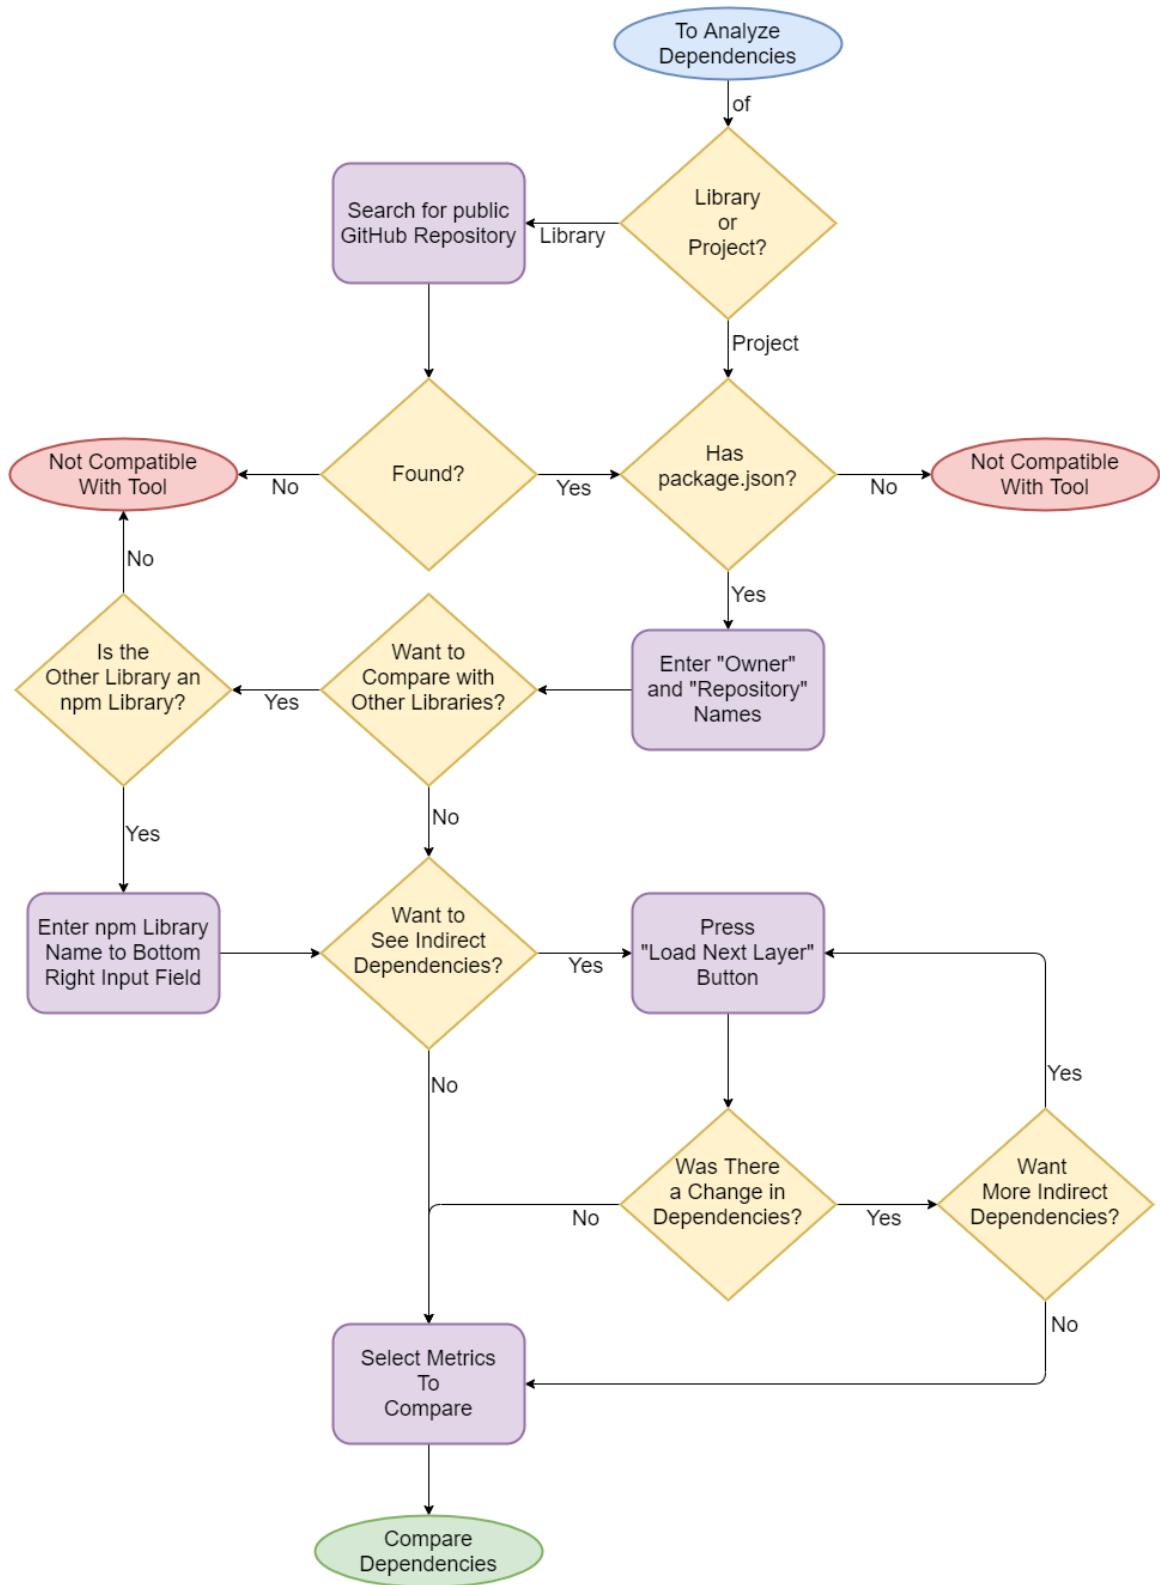 To Analyze
Dependencies
of
Library
or
Project?
Library
Search for public
GitHub Repository
Project
Found?
No
Not Compatible
With Tool
Yes
Has
package.json?
No
Not Compatible
With Tool
Yes
Enter "Owner"
and "Repository"
Names
Want to
Compare with
Other Libraries?
Yes
Is the
Other Library an
npm Library?
No
Yes
Enter npm Library
Name to Bottom
Right Input Field
No
Want to
See Indirect
Dependencies?
Yes
Press
"Load Next Layer"
Button
No
Was There
a Change in
Dependencies?
No
Yes
Want
More Indirect
Dependencies?
Yes
No
Select Metrics
To
Compare
Compare
Dependencies